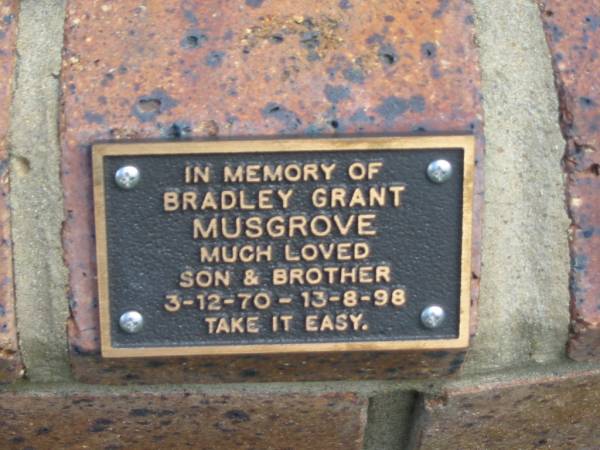 IN MEMORY OF
BRADLEY GRANT
MUSGROVE
MUCH LOVED
SON & BROTHER
3-12-70 - 13-8-98
TAKE IT EASY.